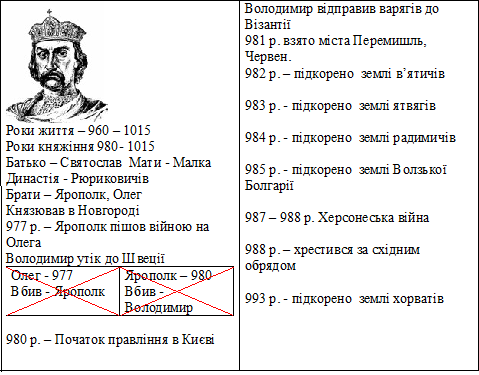 Роки життя – 960 – 1015
Роки княжіння 980- 1015
Батько – Святослав  Мати - Малка
Династія - Рюриковичів
Брати – Ярополк, Олег
Князював в Новгороді
977 р. – Ярополк пішов війною на
Олега
Володимир утік до Швеції
Олег - 977
Вбив - Ярополк
Ярополк – 980
Вбив -
Володимир
980 р. – Початок правління в Києві
Володимир відправив варягів до
Візантії
981 р. взято міста Перемишль,
Червен.
982 р. – підкорено  землі в’ятичів
983 р. - підкорено  землі ятвягів
984 р. - підкорено  землі радимичів
985 р. - підкорено  землі Волзької
Болгарії
987 – 988 р. Херсонеська війна
988 р. – хрестився за східним
обрядом
993 р. - підкорено  землі хорватів